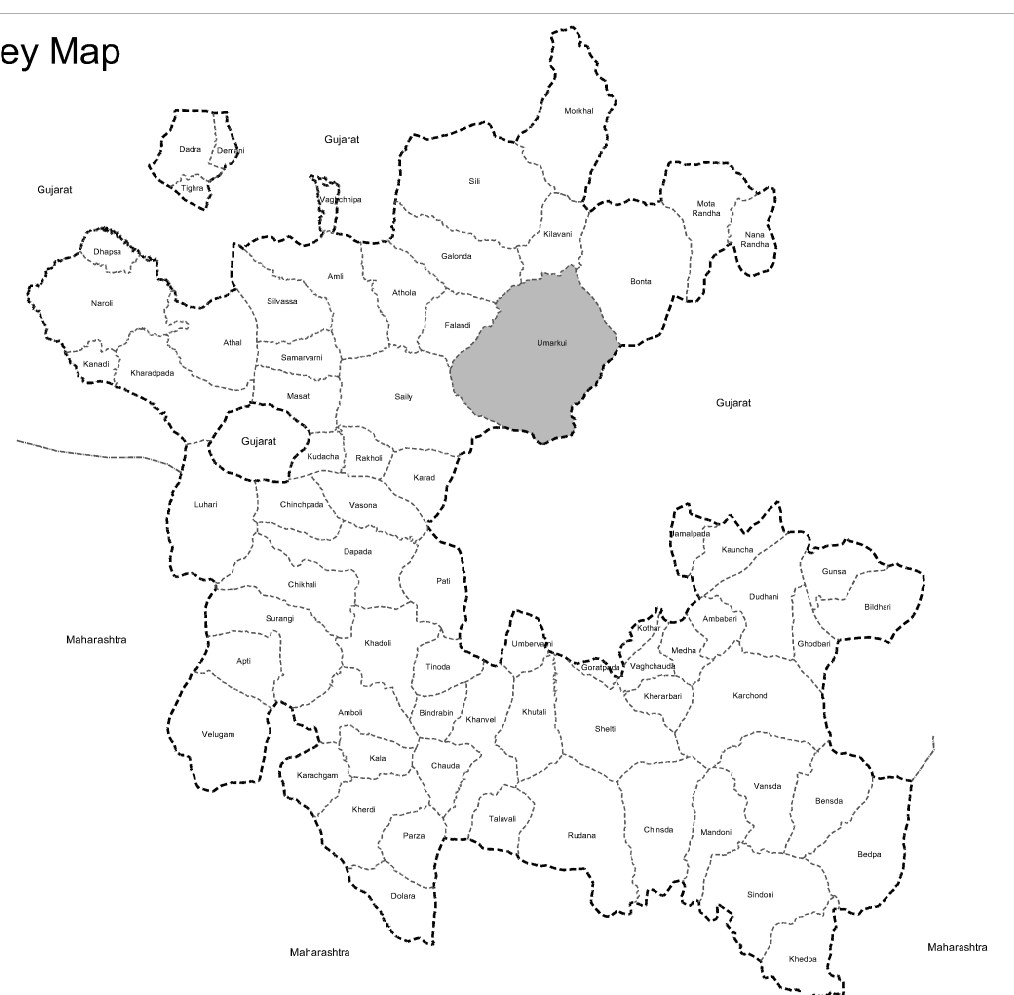 ey Map
Morkhal
Gujarat
Dadra
Demni
Sili
Tighra
Gujarat
Vaghchhipa
Mota
Randha
Kilavani
Nana
Randha
Dhapsa
Galonda
Amli
Bonta
Athola
Silvassa
Naroli
Falandi
Athal
Umarkui
Samarvarni
Kanadi
Kharadpada
Masat
Saily
Gujarat
Gujarat
Kudacha
Rakholi
Karad
Luhari
Chinchpada
Vasona
Jamalpada
Kauncha
Dapada
Gunsa
Pati
Chikhali
Dudhani
Bildhari
Surangi
Ambabari
Kothar
Maharashtra
Khadoli
Umbervarni
Ghodbari
Medha
Apti
Tinoda
Goratpada
Vaghchauda
Kherarbari
Karchond
Amboli
Bindrabin
Khanvel
Khutali
Shelti
Velugam
Kala
Chauda
Karachgam
Vansda
Bensda
Kherdi
Talavali
Parza
Rudana
Chinsda
Mandoni
Bedpa
Dolara
Sindoni
Maharashtra
Maharashtra
Khedpa